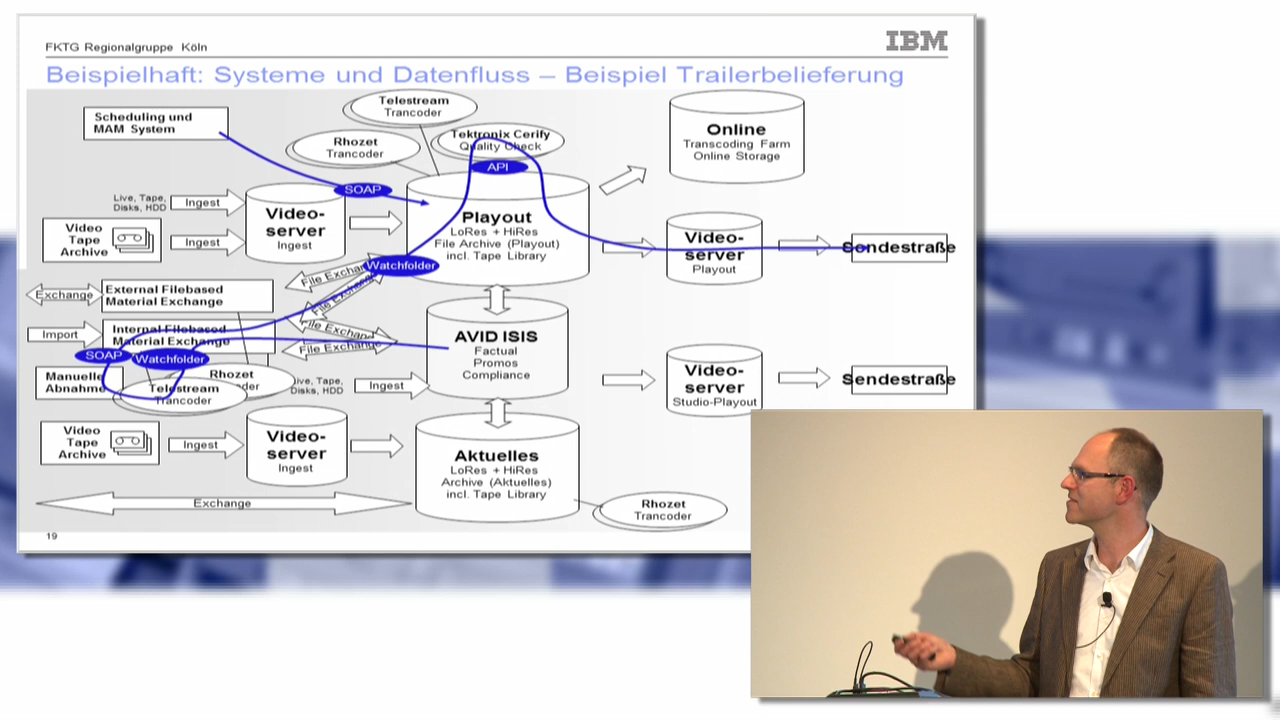 FKTG Regionalgruppe Köln
IBM
Beispielhaft: Systeme und Datenfluss – Beispiel Trailerbelieferung
Scheduling und
MAM System
Telestream
Trancoder
Rhozet
Trancoder
Tektronix Cerify
Quality Check
API
SOAP
Online
Transcoding Farm
Online Storage
Live, Tape,
Disks, HDD
Ingest
Video
Tape
Archive
Ingest
Video-
server
Ingest
Playout
LoRes + HiRes
File Archive (Playout)
incl. Tape Library
Video-
server
Playout
Sendestraße
Watchfolder
File Exchange
File Exchange
Exchange
External Filebased
Material Exchange
Import
Internal Filebased
Material Exchange
File Exchange
File Exchange
SOAP
Watchfolder
Manuelle
Abnahme
Rhozet
Telestream
Trancoder
Live, Tape,
Disks, HDD
Ingest
AVID ISIS
Factual
Promos
Compliance
Video-
server
Studio-Playout
Sendestraße
Video
Tape
Archive
Ingest
Video-
server
Ingest
Aktuelles
LoRes + HiRes
Archive (Aktuelles)
incl. Tape Library
Exchange
Rhozet
Trancoder
19